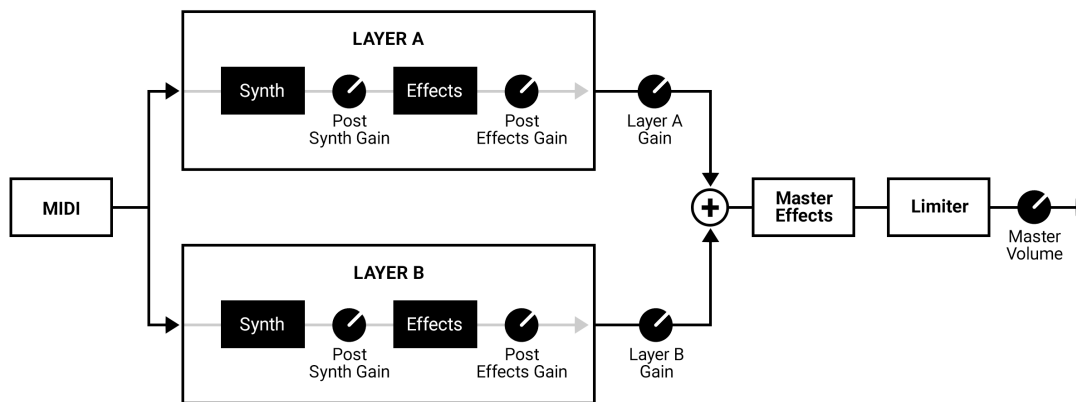 LAYER A
Synth
Effects
Post
Synth Gain
Post
Effects Gain
Layer A
Gain
MIDI
Master
Effects
Limiter
Master
Volume
LAYER B
Synth
Effects
Post
Synth Gain
Post
Effects Gain
Layer B
Gain